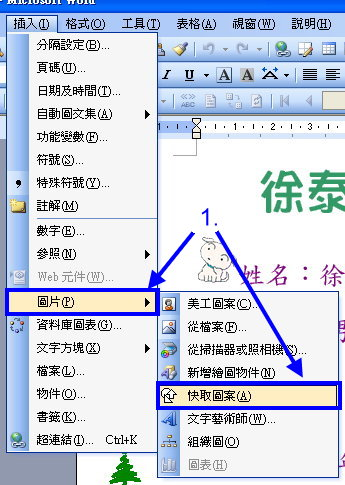 Microsoft Word
插入(I) 格式(O) 工具(T) 表格(A) 視窗(W) 說明(H)
分隔設定(B)...
頁碼(U)...
日期及時間(T)...
自動圖文集(A)
功能變數(F)...
符號(S)...
特殊符號(Y)...
註解(M)
數字(E)...
參照(N)
Web 元件(W)...
圖片(P)
資料庫圖表(G)...
文字方塊(X)
檔案(L)...
物件(O)...
書籤(K)...
超連結(I)... Ctrl+K
美工圖案(C)...
從檔案(F)...
從掃描器或照相機(S)...
新增繪圖物件(N)
快取圖案(A)
文字藝術師(W)...
組織圖(O)
圖表(H)
1.
B I U A A
ABC
1 2 3
徐泰
姓名：徐